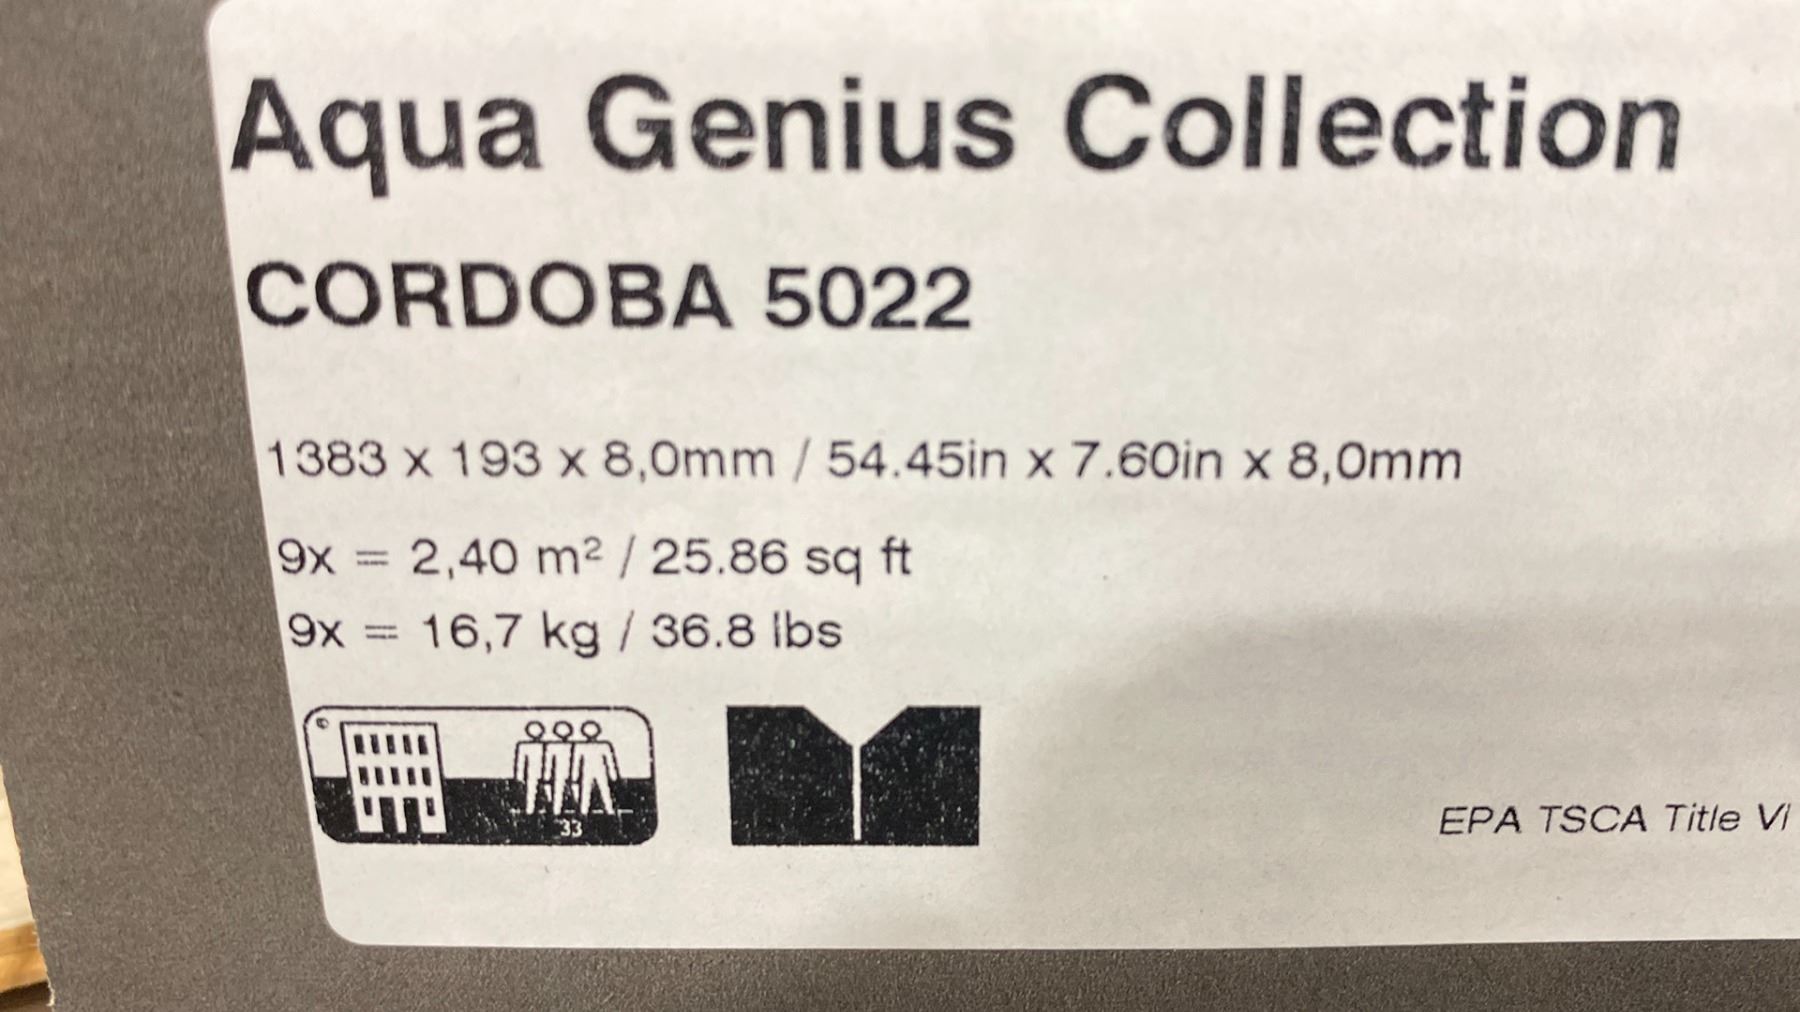 Aqua Genius Collection
CORDOBA 5022
1383 x 193 x 8,0mm / 54.45in x 7.60in x 8,0mm
9x = 2,40 m² / 25.86 sq ft
9x = 16,7 kg / 36.8 lbs
33
EPA TSCA Title VI